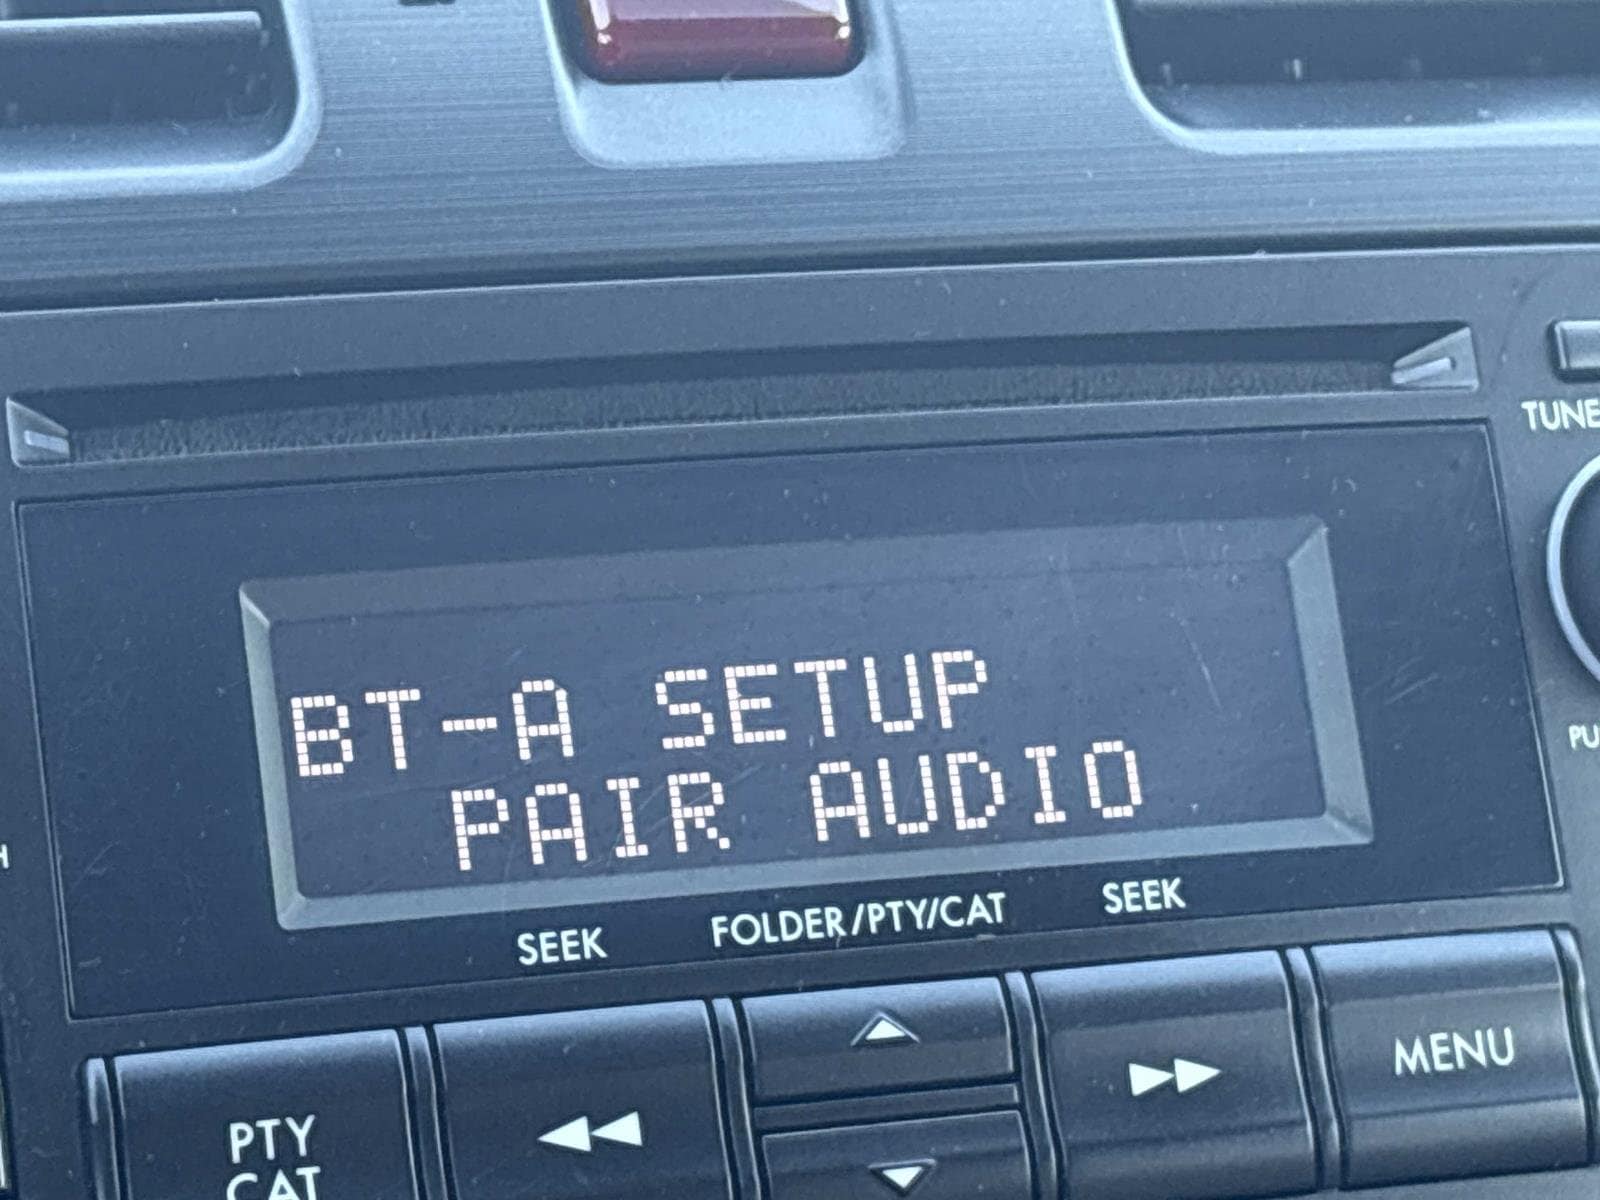 TUNE
BT-A SETUP
PAIR AUDIO
SEEK
FOLDER/PTY/CAT
SEEK
PTY
CAT
MENU